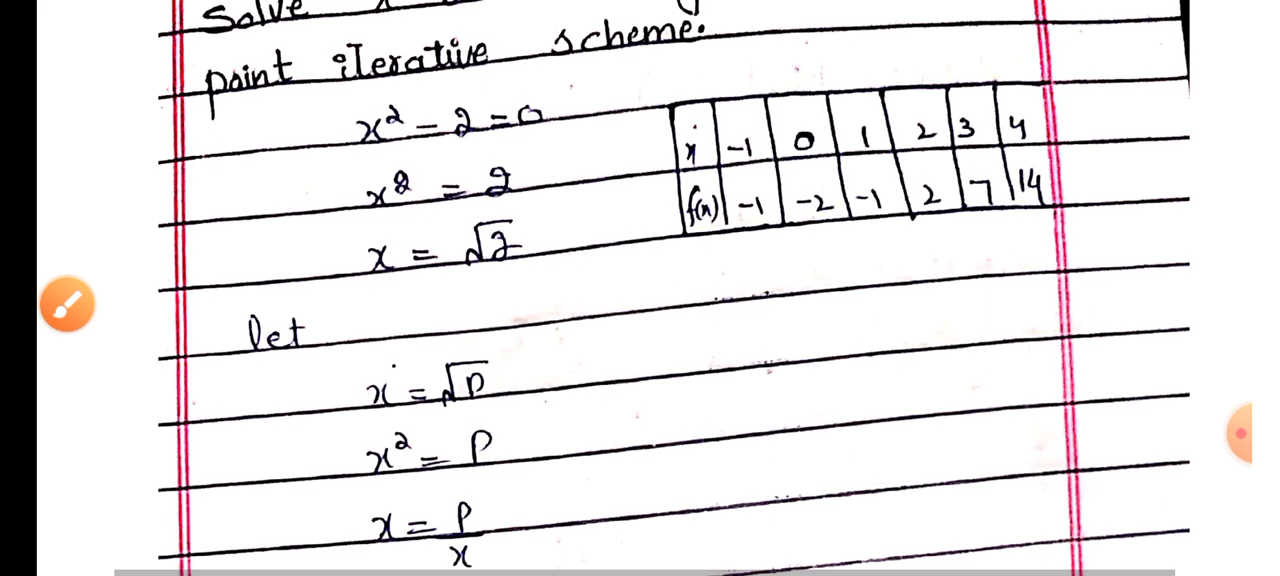 Solve x
point iterative scheme.
x² - 2 = 0
x² = 2
x = √2
x -1 0 1 2 3 4
f(x) -1 -2 -1 2 7 14
let
x = √p
x² = P
x = P/x